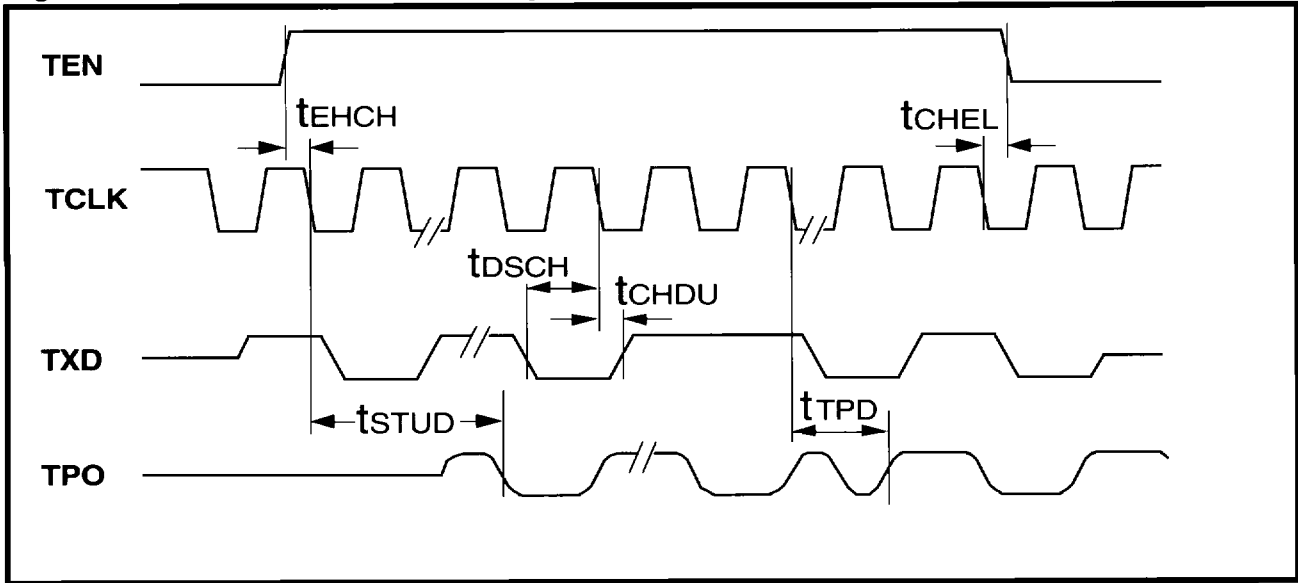 TEN
tEHCH
tCHEL
TCLK
tDSCH
tCHDU
TXD
tSTUD
tTPD
TPO